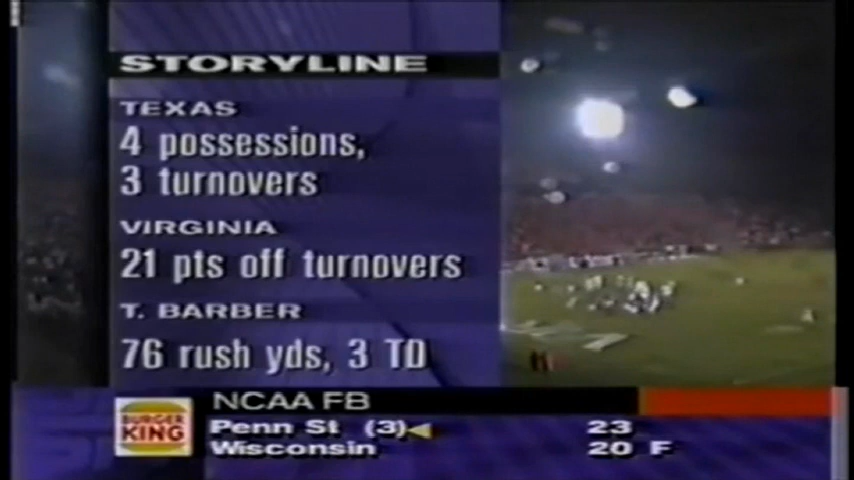 STORYLINE
TEXAS
4 possessions,
3 turnovers
VIRGINIA
21 pts off turnovers
T. BARBER
76 rush yds, 3 TD
NCAA FB
BURGER KING
Penn St (3) 23
Wisconsin 20 F